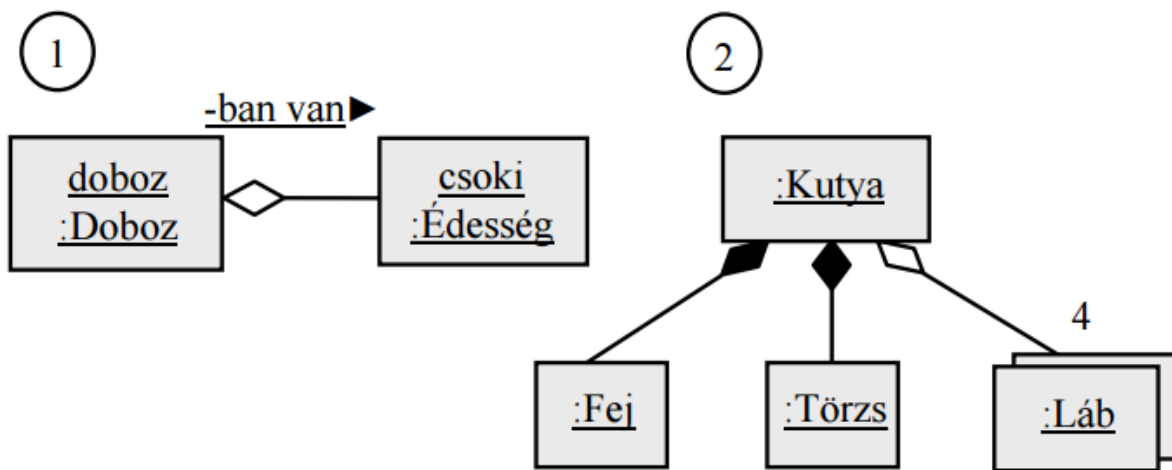 1
-ban van►
doboz
:Doboz
csoki
:Édesség
2
:Kutya
4
:Fej
:Törzs
:Láb